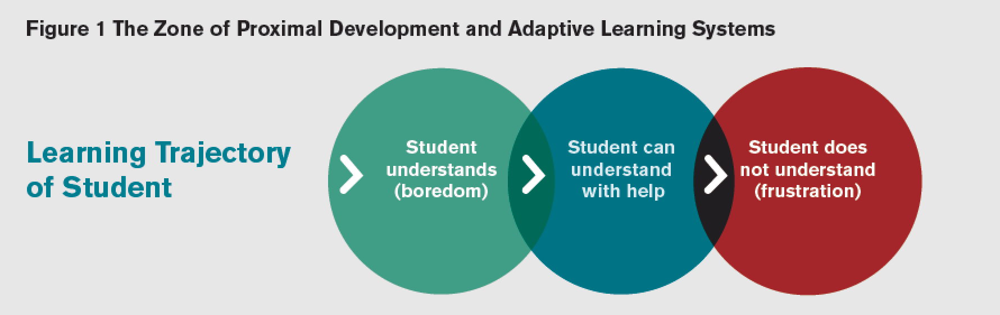 Figure 1 The Zone of Proximal Development and Adaptive Learning Systems
Learning Trajectory
of Student
Student
understands
(boredom)
Student can
understand
with help
Student does
not understand
(frustration)